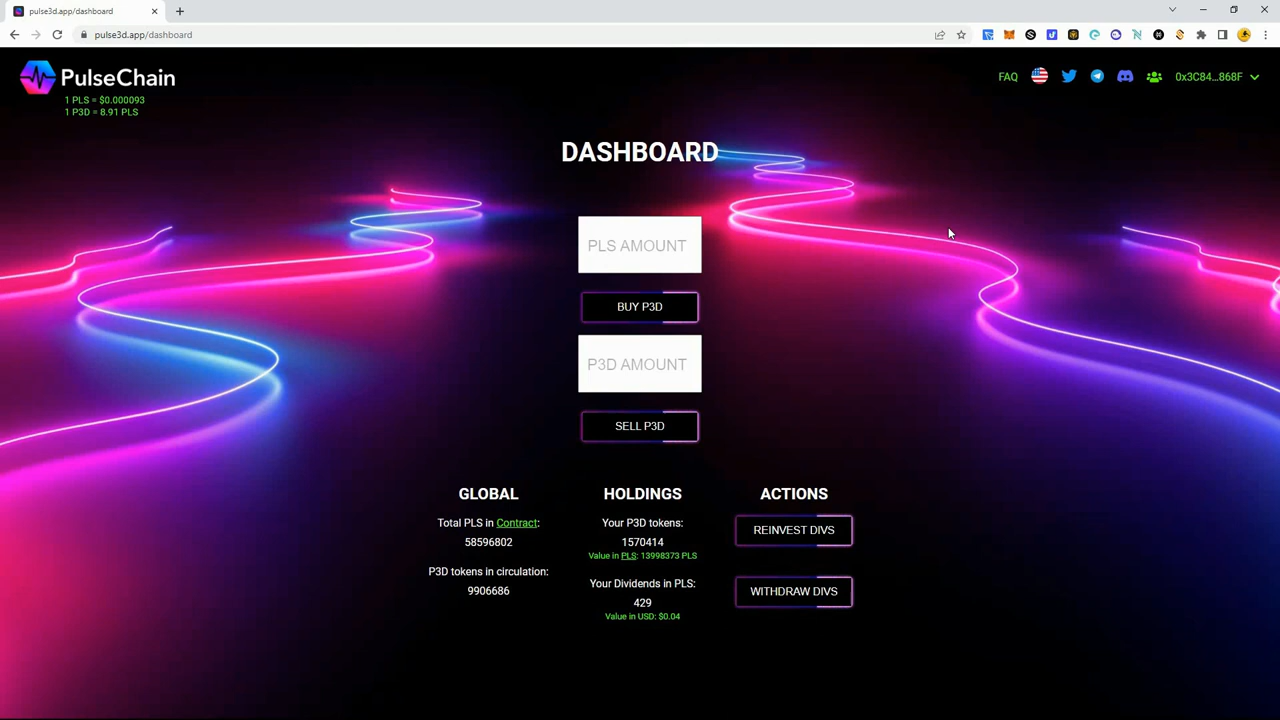 pulse3d.app/dashboard
pulse3d.app/dashboard
PulseChain
1 PLS = $0.000093
1 P3D = 8.91 PLS
FAQ
0x3C84...868F
DASHBOARD
PLS AMOUNT
BUY P3D
P3D AMOUNT
SELL P3D
GLOBAL
Total PLS in Contract:
58596802
P3D tokens in circulation:
9906686
HOLDINGS
Your P3D tokens:
1570414
Value in PLS: 13998373 PLS
Your Dividends in PLS:
429
Value in USD: $0.04
ACTIONS
REINVEST DIVS
WITHDRAW DIVS